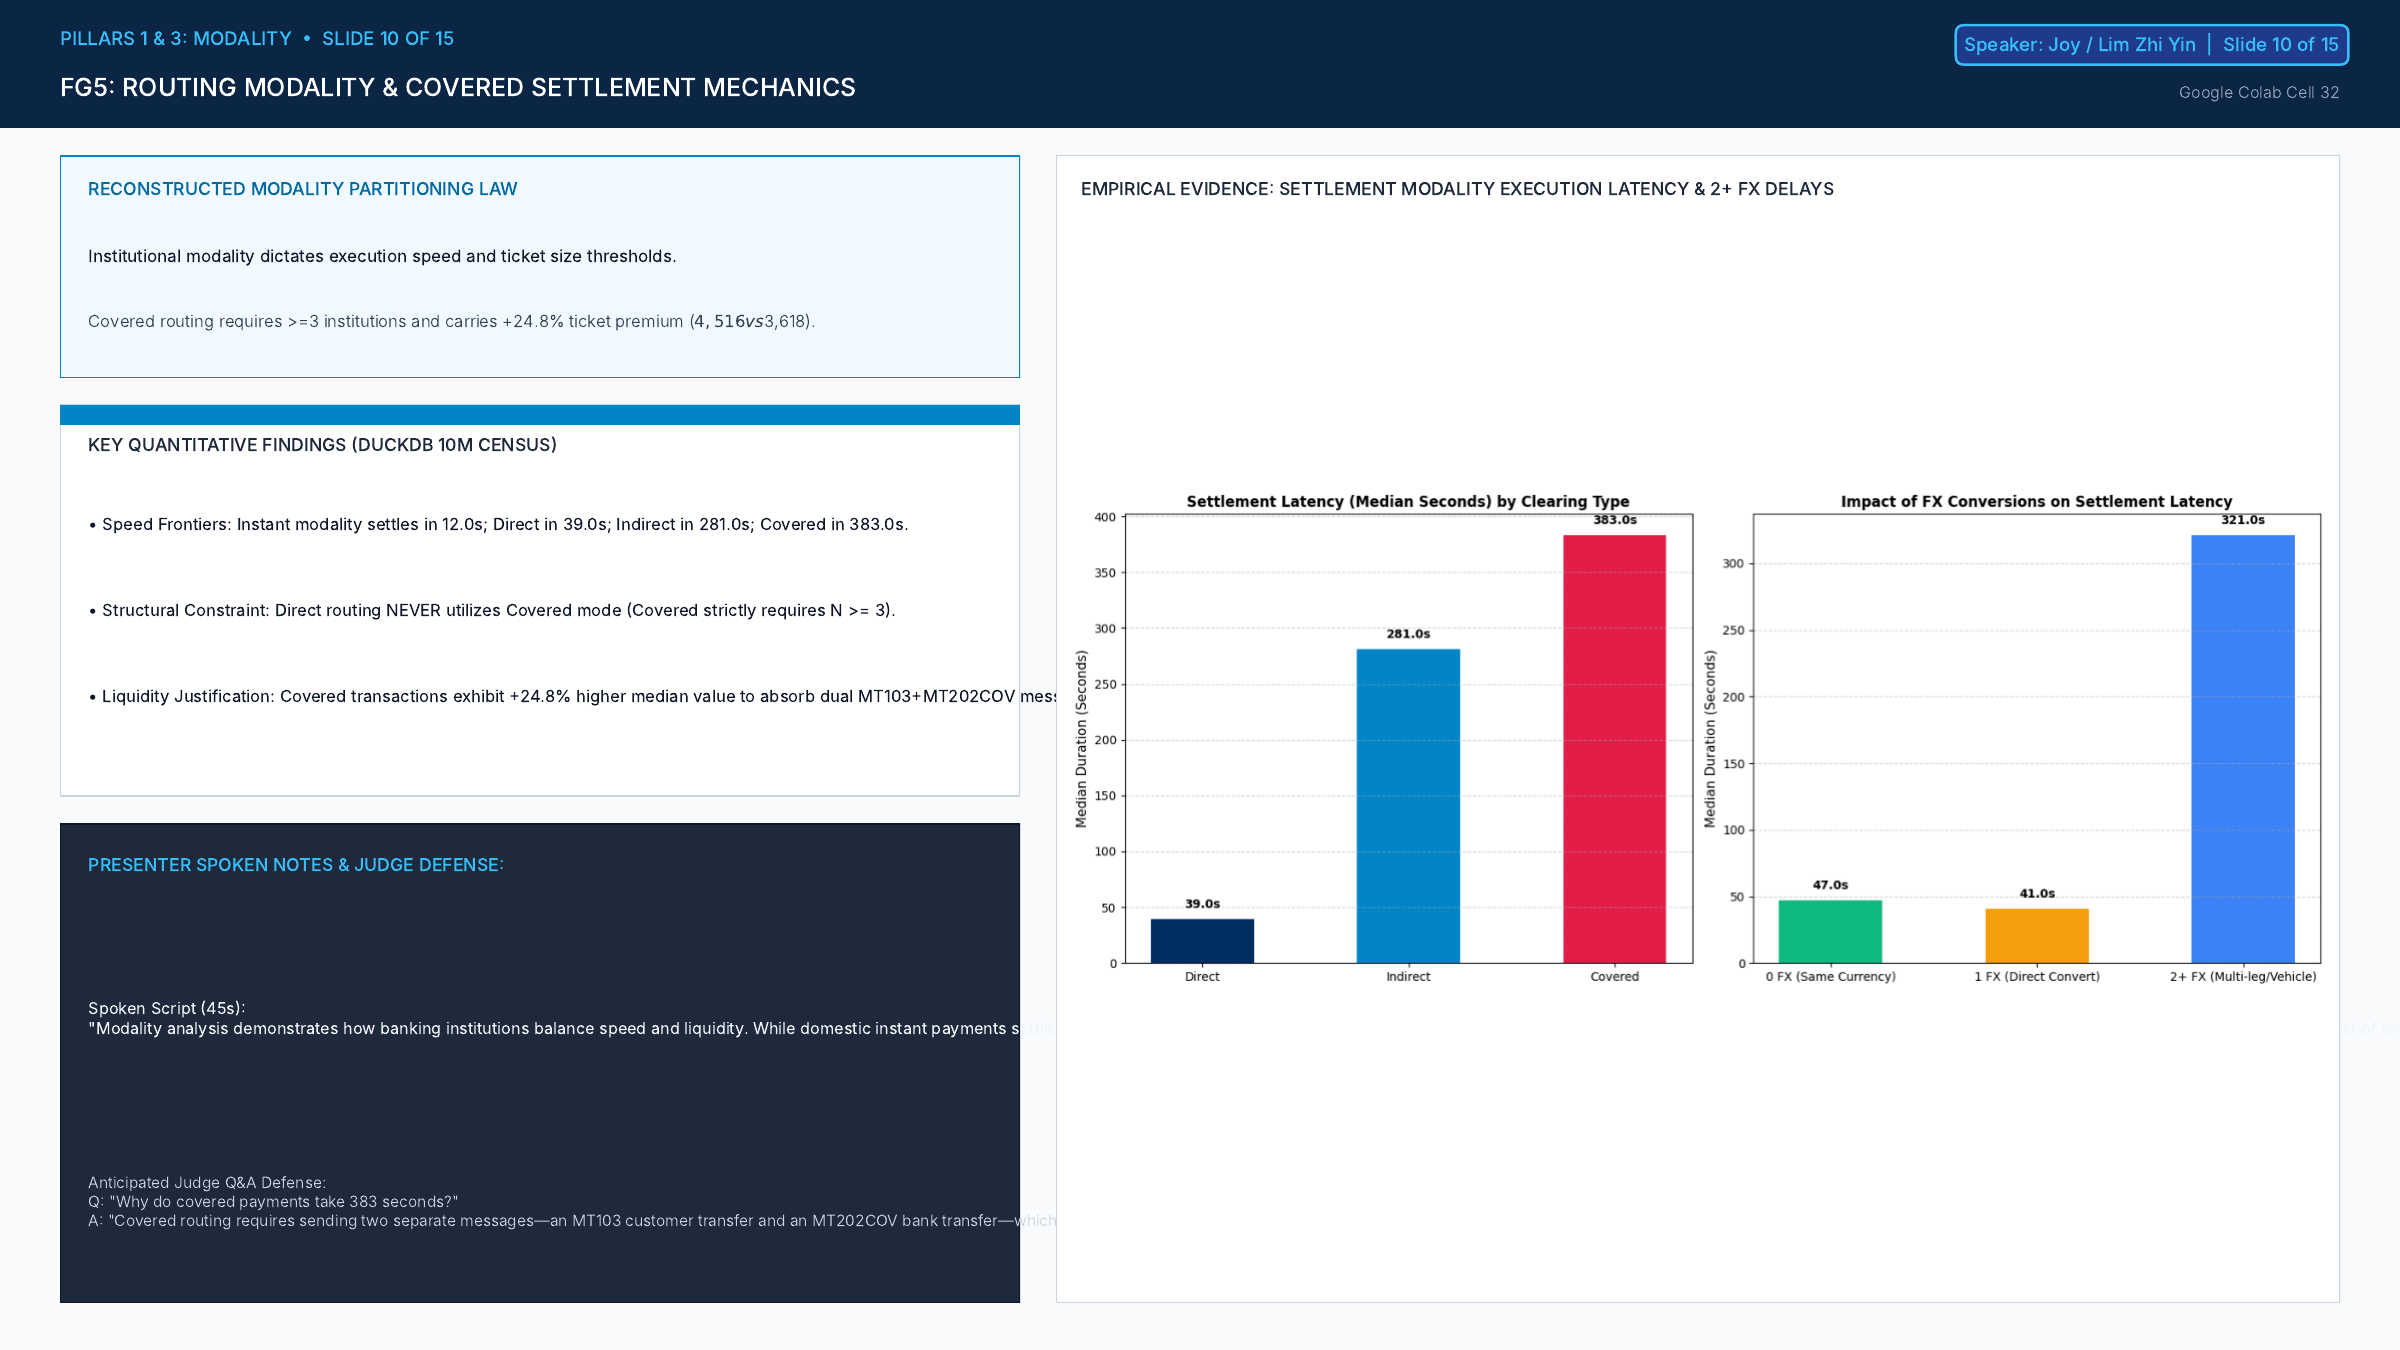 PILLARS 1 & 3: MODALITY • SLIDE 10 OF 15
FG5: ROUTING MODALITY & COVERED SETTLEMENT MECHANICS
Speaker: Joy / Lim Zhi Yin | Slide 10 of 15
Google Colab Cell 32
RECONSTRUCTED MODALITY PARTITIONING LAW
Institutional modality dictates execution speed and ticket size thresholds.
Covered routing requires >=3 institutions and carries +24.8% ticket premium (4, 516vs3,618).
KEY QUANTITATIVE FINDINGS (DUCKDB 10M CENSUS)
• Speed Frontiers: Instant modality settles in 12.0s; Direct in 39.0s; Indirect in 281.0s; Covered in 383.0s.
• Structural Constraint: Direct routing NEVER utilizes Covered mode (Covered strictly requires N >= 3).
• Liquidity Justification: Covered transactions exhibit +24.8% higher median value to absorb dual MT103+MT202COV mess
PRESENTER SPOKEN NOTES & JUDGE DEFENSE:
Spoken Script (45s):
"Modality analysis demonstrates how banking institutions balance speed and liquidity. While domestic instant payments settle
Anticipated Judge Q&A Defense:
Q: "Why do covered payments take 383 seconds?"
A: "Covered routing requires sending two separate messages—an MT103 customer transfer and an MT202COV bank transfer—which
EMPIRICAL EVIDENCE: SETTLEMENT MODALITY EXECUTION LATENCY & 2+ FX DELAYS
Settlement Latency (Median Seconds) by Clearing Type
Median Duration (Seconds)
400
350
300
250
200
150
100
50
0
39.0s
281.0s
383.0s
Direct
Indirect
Covered
Impact of FX Conversions on Settlement Latency
Median Duration (Seconds)
300
250
200
150
100
50
0
47.0s
41.0s
321.0s
0 FX (Same Currency)
1 FX (Direct Convert)
2+ FX (Multi-leg/Vehicle)